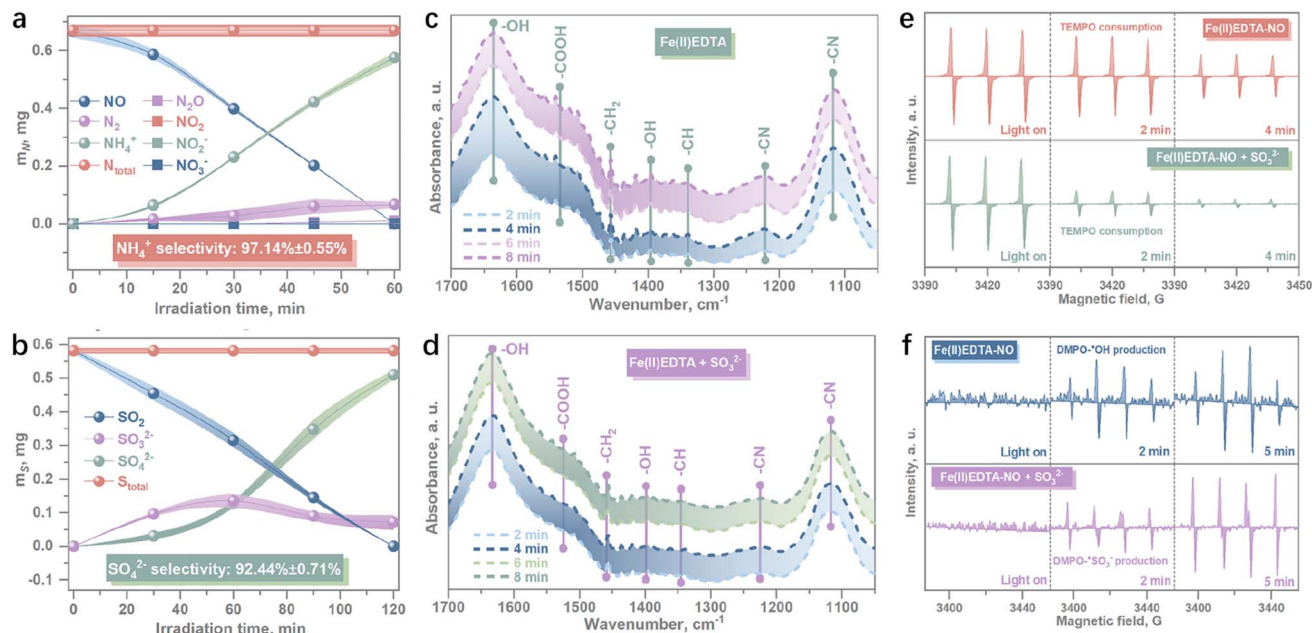 a
0.6
0.4
0.2
0.0
m_N, mg
NO
N₂
NH₄⁺
N_total
N₂O
NO₂
NO₂⁻
NO₃⁻
NH₄⁺ selectivity: 97.14%±0.55%
0 10 20 30 40 50 60
Irradiation time, min
b
0.6
0.5
0.4
0.3
0.2
0.1
0.0
-0.1
m_S, mg
SO₂
SO₃²⁻
SO₄²⁻
S_total
SO₄²⁻ selectivity: 92.44%±0.71%
0 20 40 60 80 100 120
Irradiation time, min
c
Absorbance, a. u.
-OH
-COOH
-CH₂
-OH
-CH
-CN
-CN
Fe(II)EDTA
2 min
4 min
6 min
8 min
1700 1600 1500 1400 1300 1200 1100
Wavenumber, cm⁻¹
d
Absorbance, a. u.
-OH
-COOH
-CH₂
-OH
-CH
-CN
-CN
Fe(II)EDTA + SO₃²⁻
2 min
4 min
6 min
8 min
1700 1600 1500 1400 1300 1200 1100
Wavenumber, cm⁻¹
e
Intensity, a. u.
TEMPO consumption
Fe(II)EDTA-NO
Light on
2 min
4 min
Fe(II)EDTA-NO + SO₃²⁻
TEMPO consumption
Light on
2 min
4 min
3390 3420 3390 3420 3390 3420 3450
Magnetic field, G
f
Intensity, a. u.
Fe(II)EDTA-NO
DMPO-•OH production
Light on
2 min
5 min
Fe(II)EDTA-NO + SO₃²⁻
DMPO-•SO₃⁻ production
Light on
2 min
5 min
3400 3440 3400 3440 3400 3440
Magnetic field, G